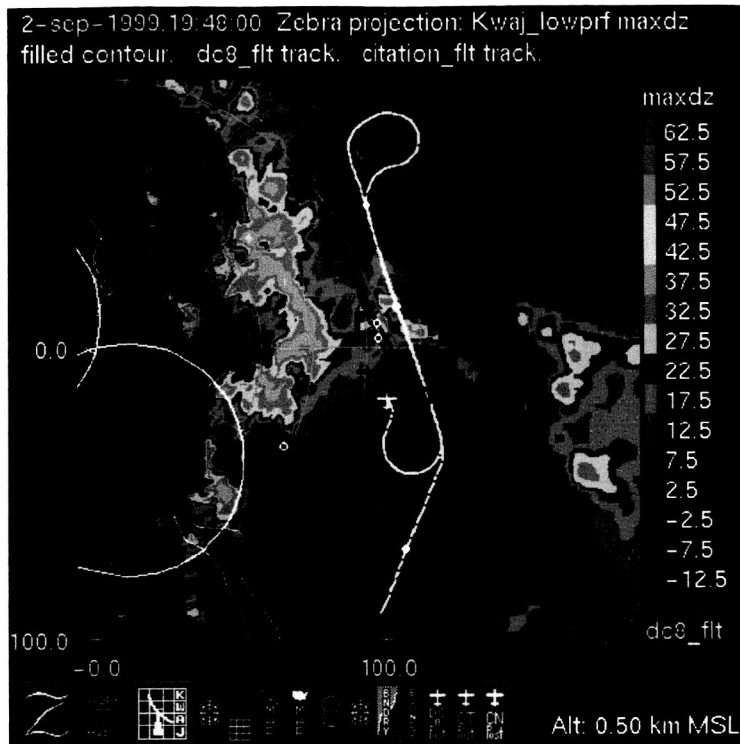 2-sep-1999.19:48:00 Zebra projection: Kwaj_lowprf maxdz
filled contour. dc8_flt track. citation_flt track.
maxdz
62.5
57.5
52.5
47.5
42.5
37.5
32.5
27.5
22.5
17.5
12.5
7.5
2.5
-2.5
-7.5
-12.5
0.0
dc8_flt
100.0
-0.0 100.0
KWAJ
BNDRY
Alt: 0.50 km MSL